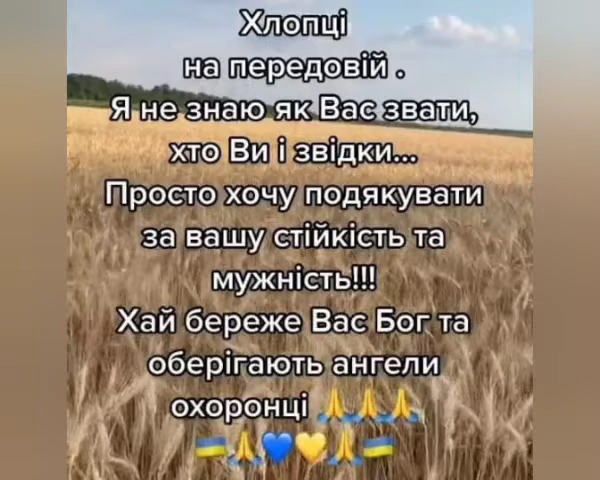 Хлопці
на передовій .
Я не знаю як Вас звати,
хто Ви і звідки...
Просто хочу подякувати
за вашу стійкість та
мужність!!!
Хай береже Вас Бог та
оберігають ангели
охоронці 🙏🙏🙏
🇺🇦🙏💙💛🙏🇺🇦